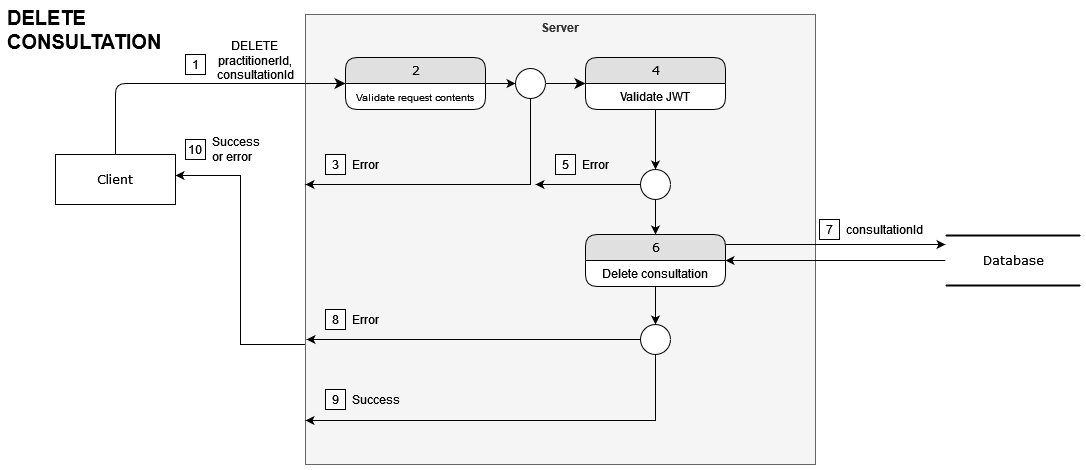 DELETE
CONSULTATION
Server
1
DELETE
practitionerId,
consultationId
2
Validate request contents
4
Validate JWT
10
Success
or error
3
Error
5
Error
Client
7
consultationId
6
Delete consultation
Database
8
Error
9
Success